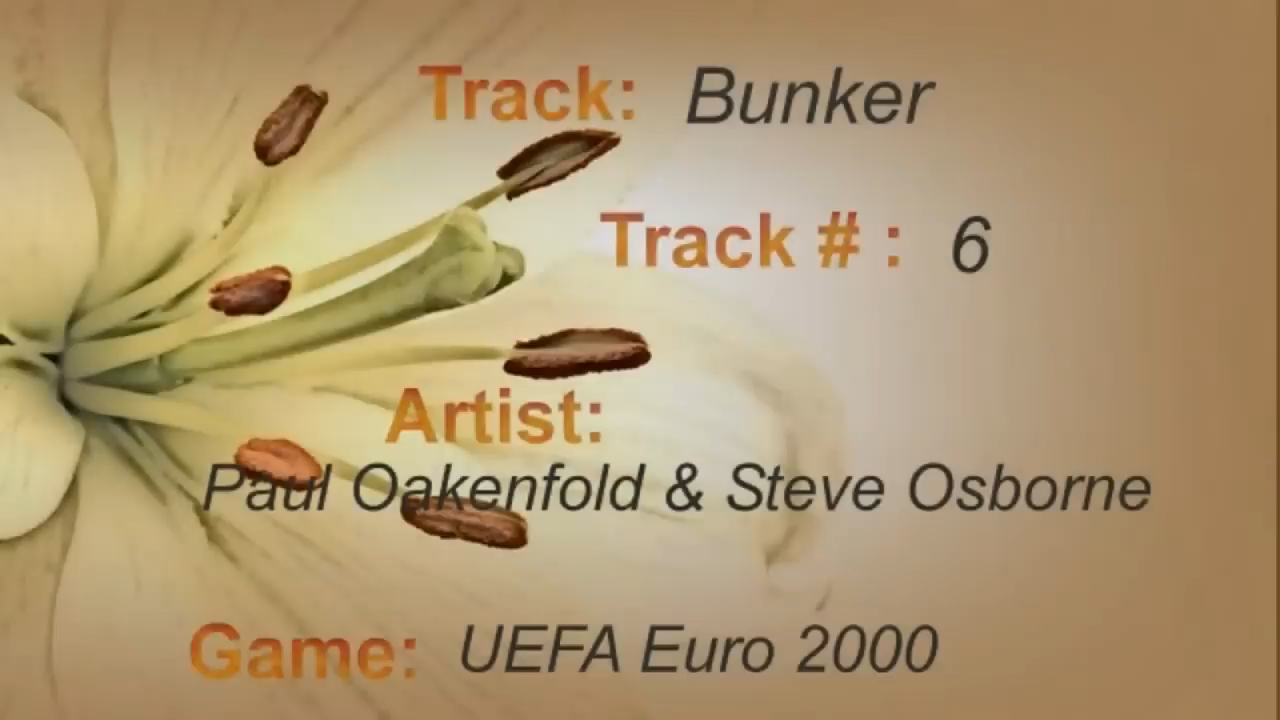 Track: Bunker
Track # : 6
Artist:
Paul Oakenfold & Steve Osborne
Game: UEFA Euro 2000